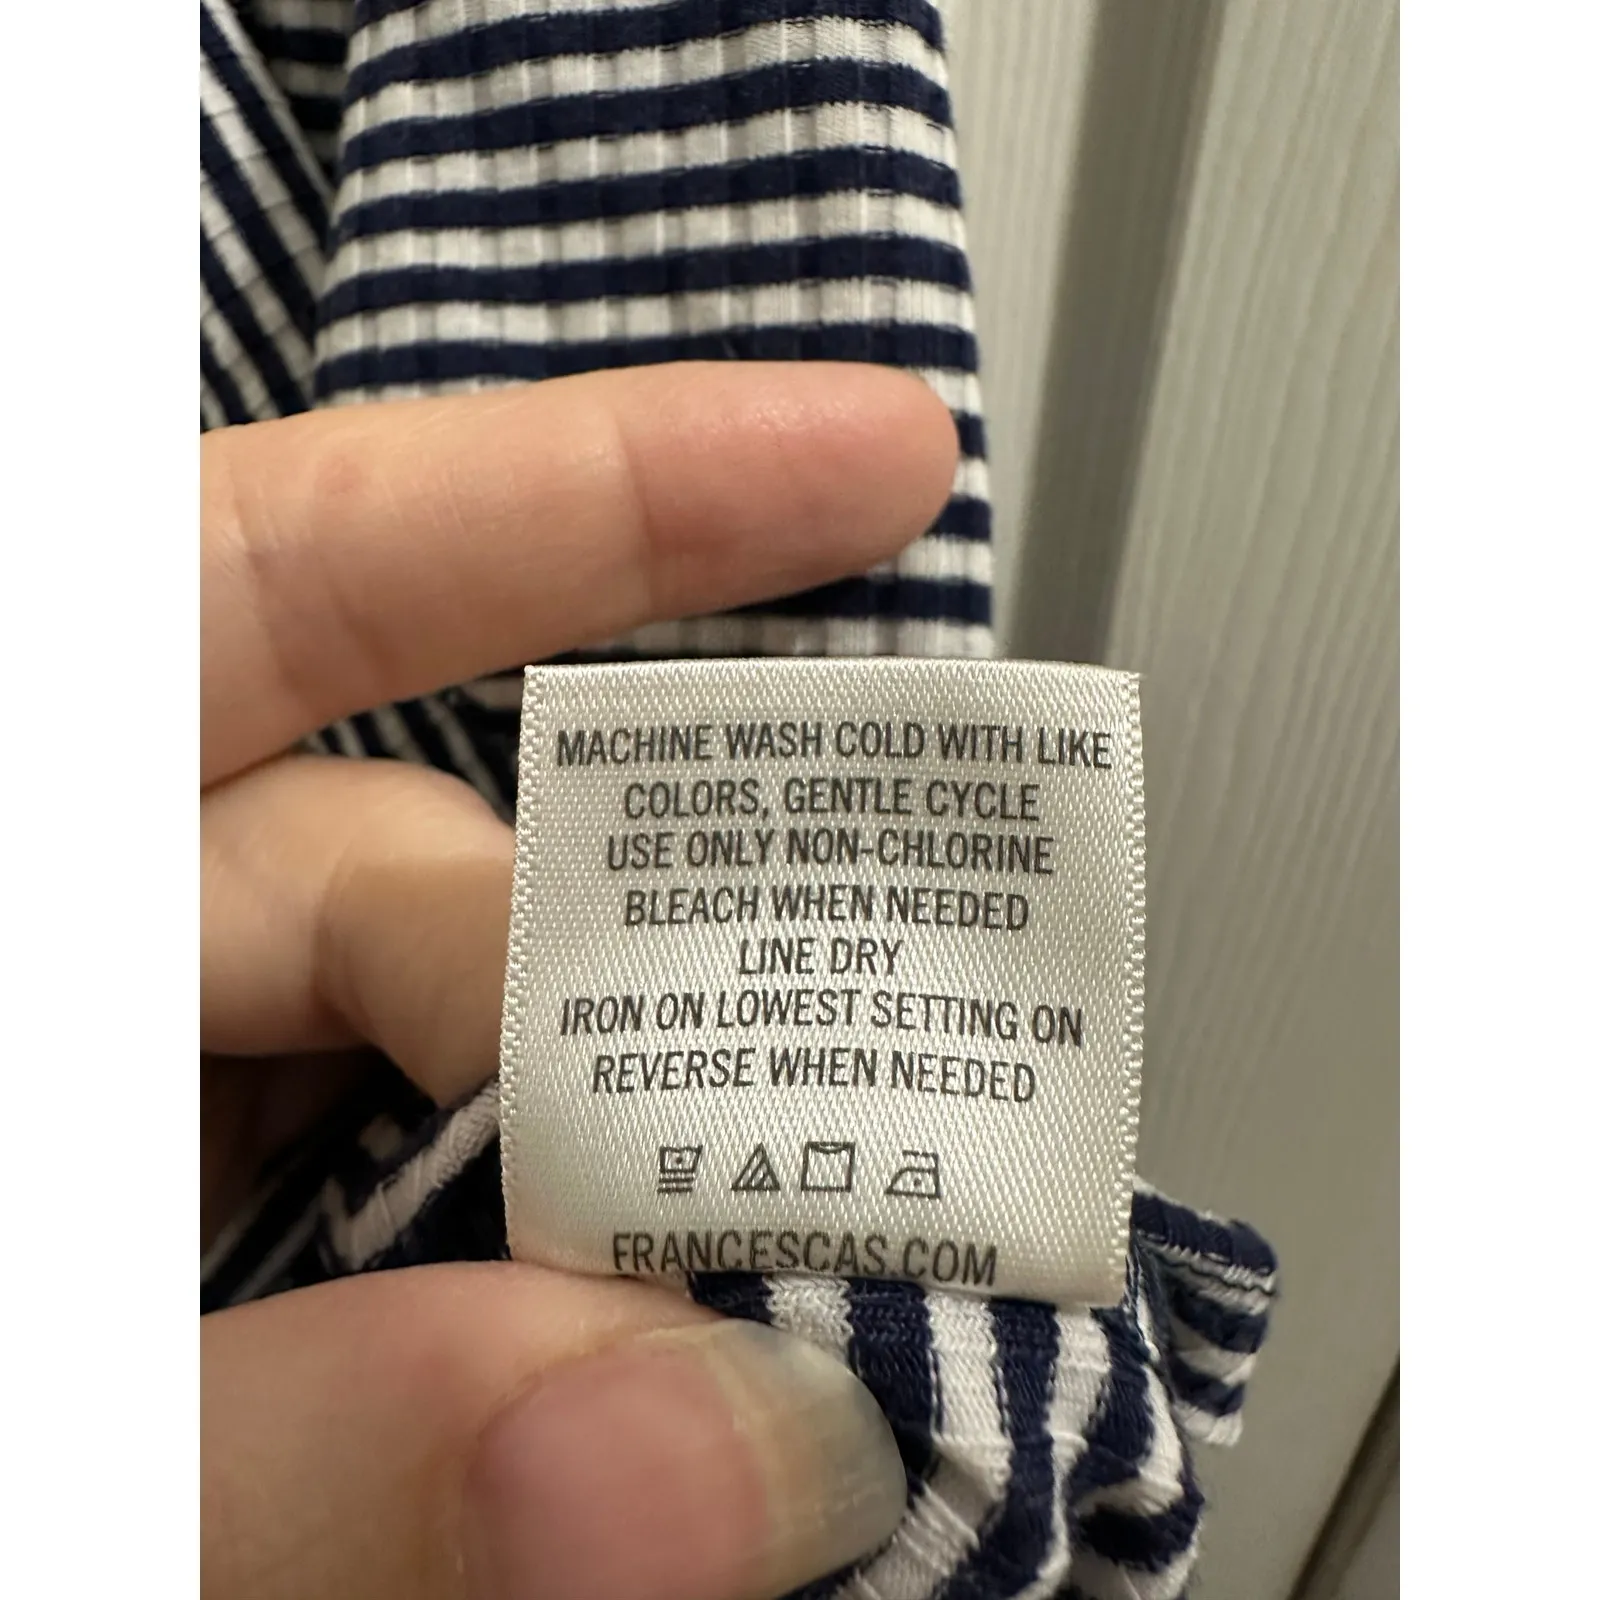 MACHINE WASH COLD WITH LIKE
COLORS, GENTLE CYCLE
USE ONLY NON-CHLORINE
BLEACH WHEN NEEDED
LINE DRY
IRON ON LOWEST SETTING ON
REVERSE WHEN NEEDED
FRANCESCAS.COM